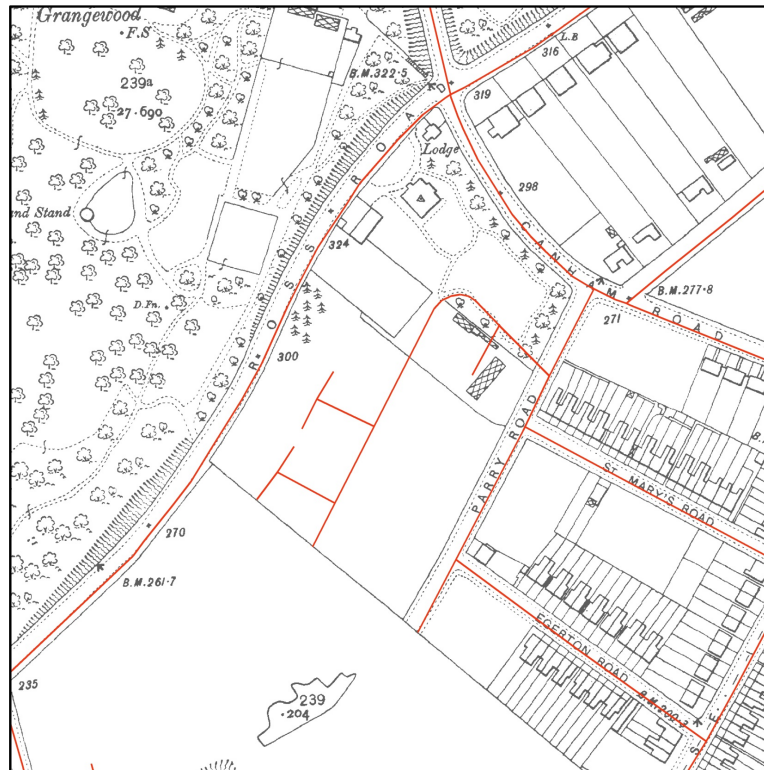 Grangewood
F.S
239a
27.690
B.M.322.5
L.B
316
319
Lodge
298
324
ROSS ROAD
CANHAM ROAD
B.M.277.8
271
D.Fn.
300
PARRY ROAD
ST. MARY'S ROAD
270
B.M.261.7
EGERTON ROAD
235
239
.204
and Stand